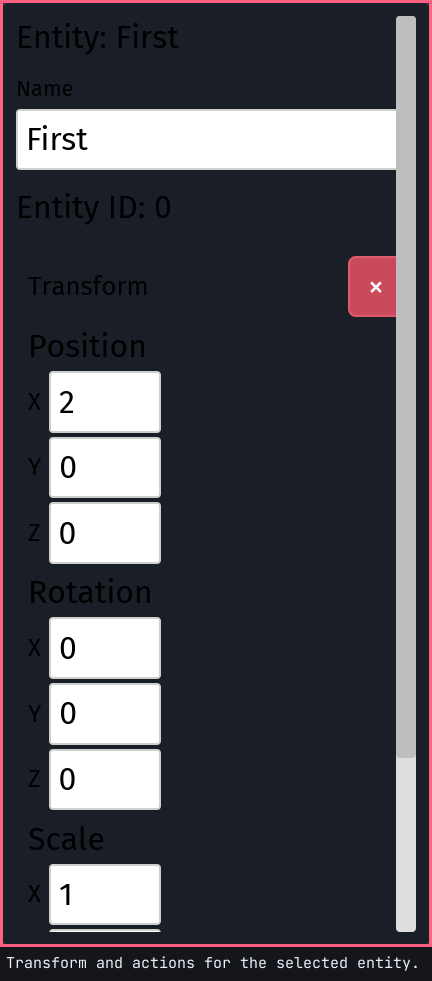 Entity: First
Name
First
Entity ID: 0
Transform ×
Position
X 2
Y 0
Z 0
Rotation
X 0
Y 0
Z 0
Scale
X 1
Transform and actions for the selected entity.